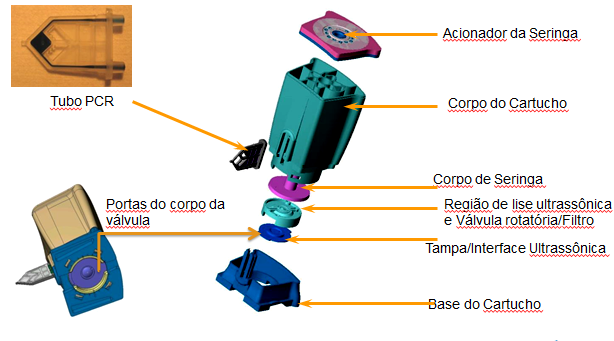 Acionador da Seringa
Tubo PCR
Corpo do Cartucho
Corpo de Seringa
Portas do corpo da
válvula
Região de lise ultrassônica
e Válvula rotatória/Filtro
Tampa/Interface Ultrassônica
Base do Cartucho